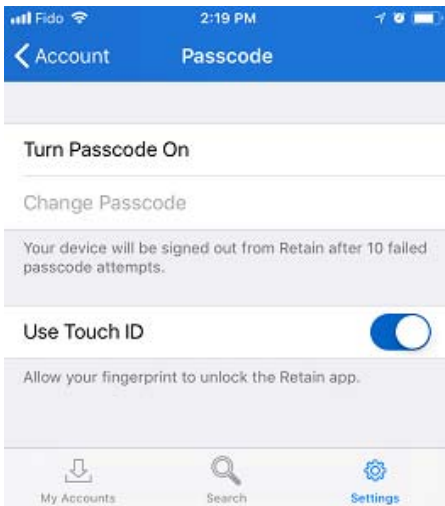 Fido 2:19 PM
Account Passcode
Turn Passcode On
Change Passcode
Your device will be signed out from Retain after 10 failed
passcode attempts.
Use Touch ID
Allow your fingerprint to unlock the Retain app.
My Accounts Search Settings